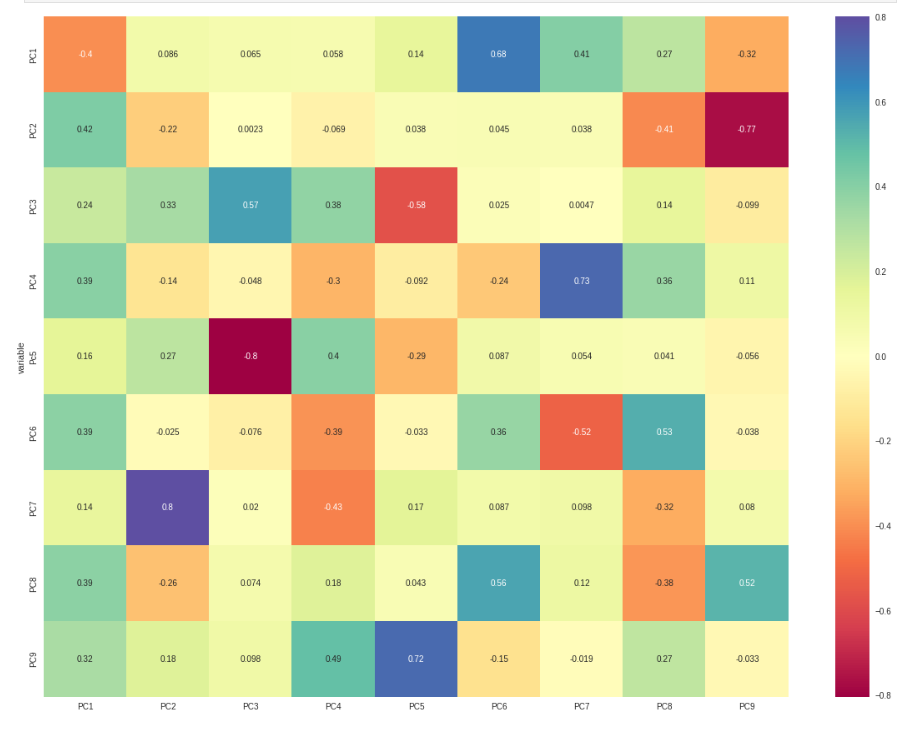 PC1 -0.4 0.086 0.065 0.058 0.14 0.68 0.41 0.27 -0.32
PC2 0.42 -0.22 0.0023 -0.069 0.038 0.045 0.038 -0.41 -0.77
PC3 0.24 0.33 0.57 0.38 -0.58 0.025 0.0047 0.14 -0.099
PC4 0.39 -0.14 -0.048 -0.3 -0.092 -0.24 0.73 0.36 0.11
variable
Pc5 0.16 0.27 -0.8 0.4 -0.29 0.087 0.054 0.041 -0.056
PC6 0.39 -0.025 -0.076 -0.39 -0.033 0.36 -0.52 0.53 -0.038
PC7 0.14 0.8 0.02 -0.43 0.17 0.087 0.098 -0.32 0.08
PC8 0.39 -0.26 0.074 0.18 0.043 0.56 0.12 -0.38 0.52
PC9 0.32 0.18 0.098 0.49 0.72 -0.15 -0.019 0.27 -0.033
PC1 PC2 PC3 PC4 PC5 PC6 PC7 PC8 PC9
0.8
0.6
0.4
0.2
0.0
−0.2
−0.4
−0.6
−0.8